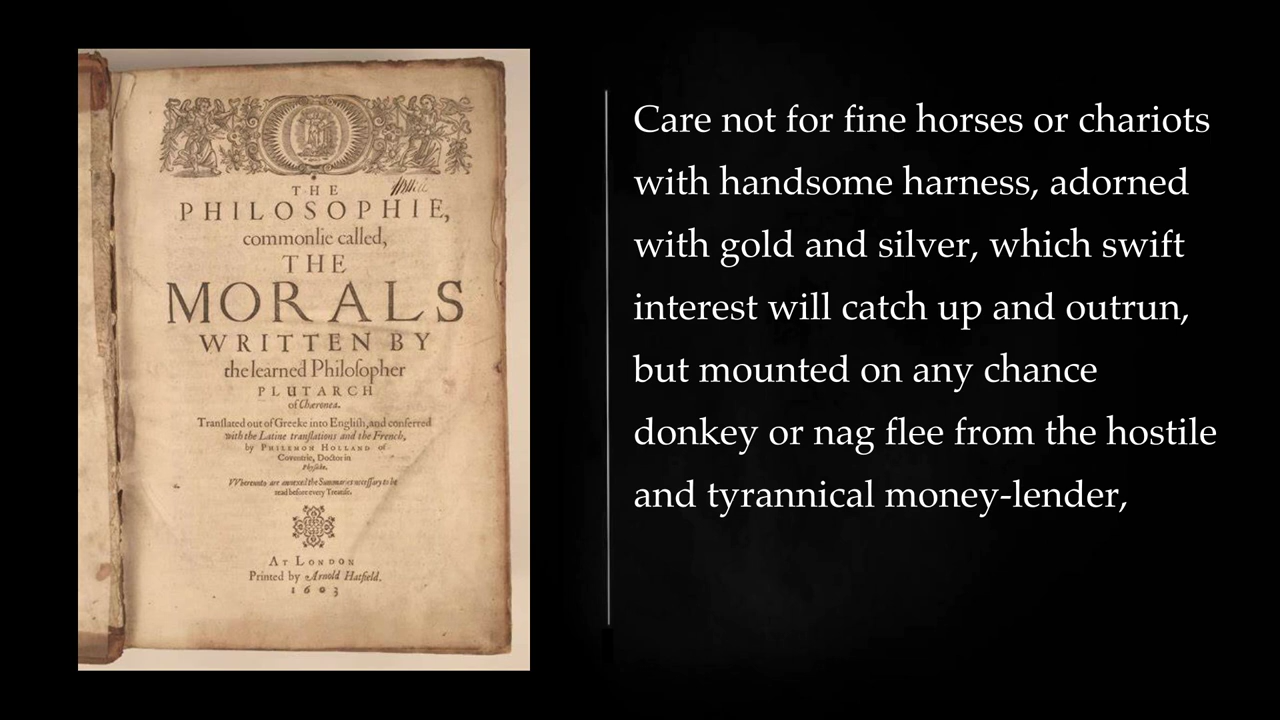 THE
PHILOSOPHIE,
commonlie called,
THE
MORALS
WRITTEN BY
the learned Philoſopher
PLUTARCH
of Chæronea.
Tranſlated out of Greeke into Engliſh, and conferred
with the Latine tranſlations and the French,
by PHILEMON HOLLAND of
Coventrie, Doctor in
Phyſicke.
VVhereunto are annexed the Summaries neceſſary to be
read before every Treatiſe.
AT LONDON
Printed by Arnold Hatfield.
1603
Care not for fine horses or chariots
with handsome harness, adorned
with gold and silver, which swift
interest will catch up and outrun,
but mounted on any chance
donkey or nag flee from the hostile
and tyrannical money-lender,